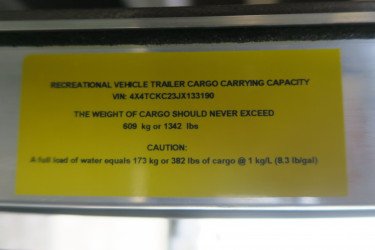 RECREATIONAL VEHICLE TRAILER CARGO CARRYING CAPACITY
VIN: 4X4TCKC23JX133190
THE WEIGHT OF CARGO SHOULD NEVER EXCEED
609 kg or 1342 lbs
CAUTION:
A full load of water equals 173 kg or 382 lbs of cargo @ 1 kg/L (8.3 lb/gal)